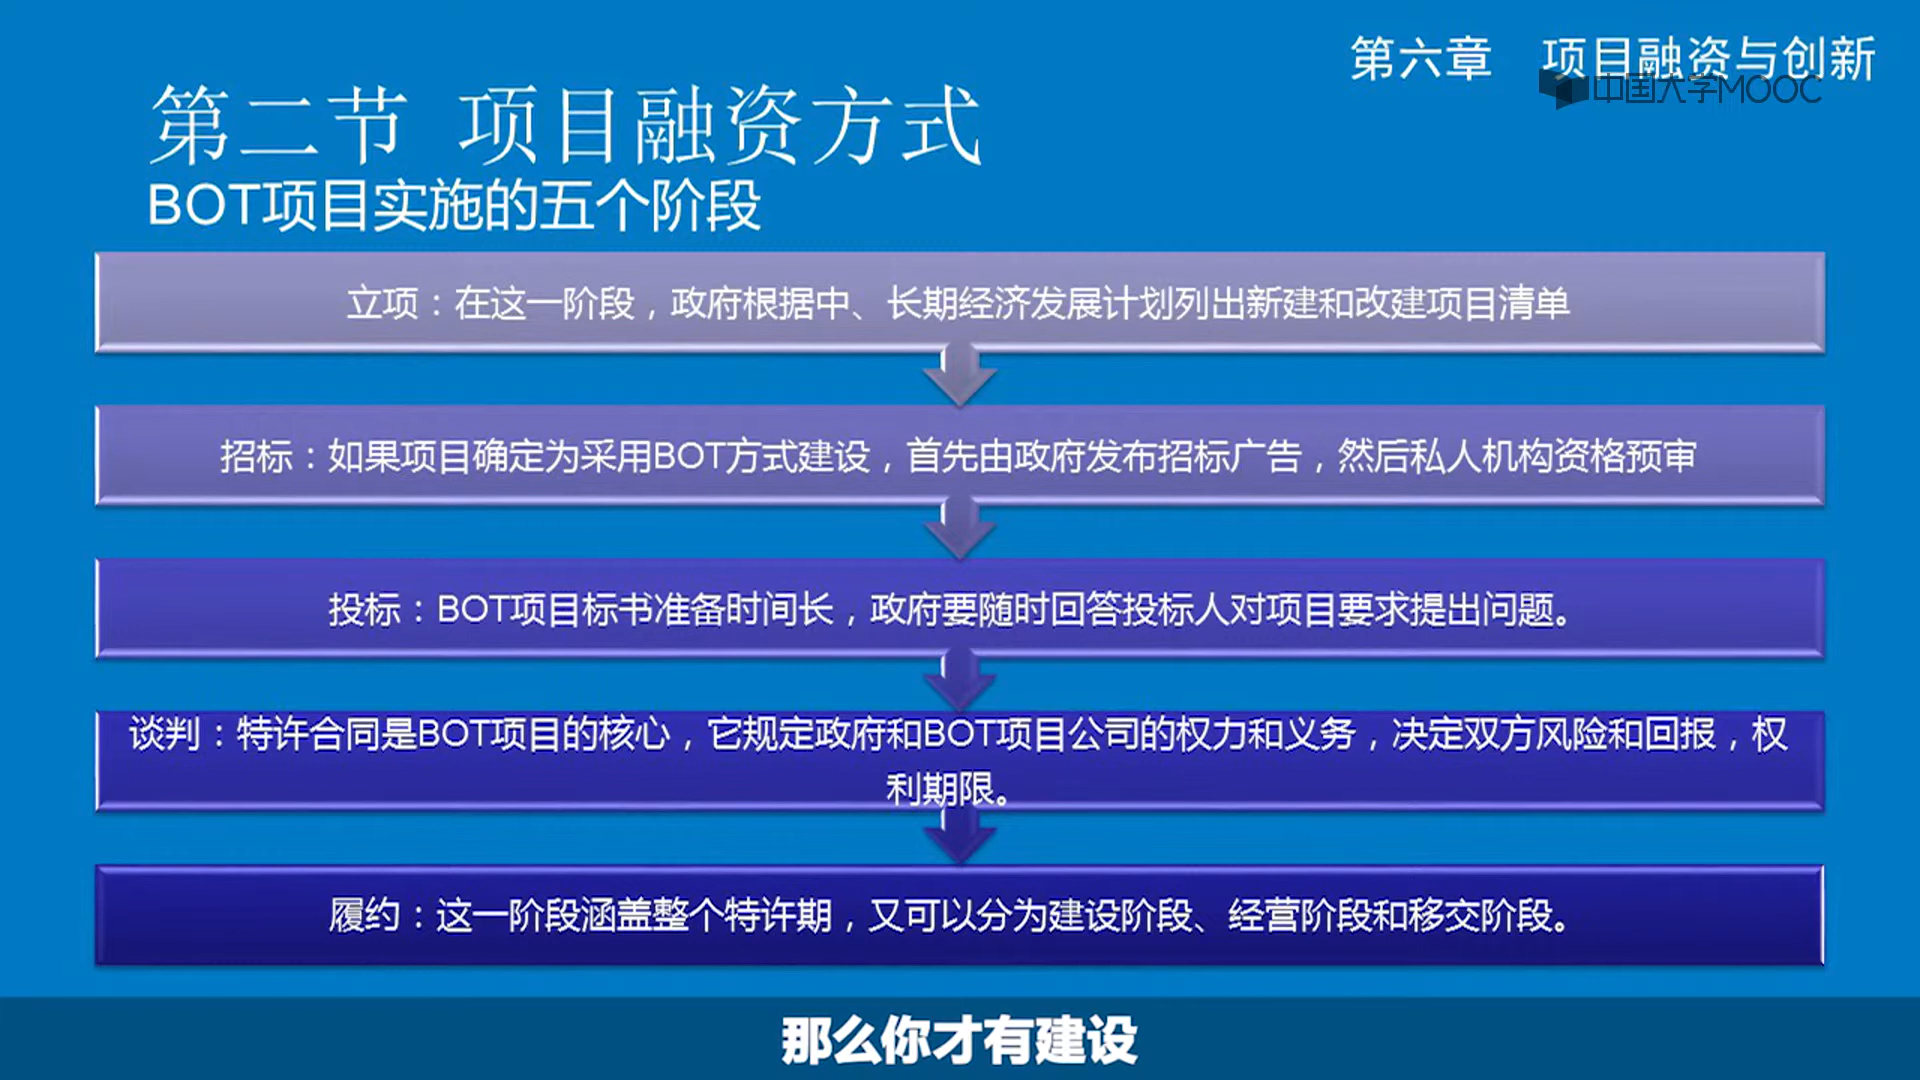 第六章 项目融资与创新
中国大学MOOC
第二节 项目融资方式
BOT项目实施的五个阶段
立项：在这一阶段，政府根据中、长期经济发展计划列出新建和改建项目清单
招标：如果项目确定为采用BOT方式建设，首先由政府发布招标广告，然后私人机构资格预审
投标：BOT项目标书准备时间长，政府要随时回答投标人对项目要求提出问题。
谈判：特许合同是BOT项目的核心，它规定政府和BOT项目公司的权力和义务，决定双方风险和回报，权
利期限。
履约：这一阶段涵盖整个特许期，又可以分为建设阶段、经营阶段和移交阶段。
那么你才有建设